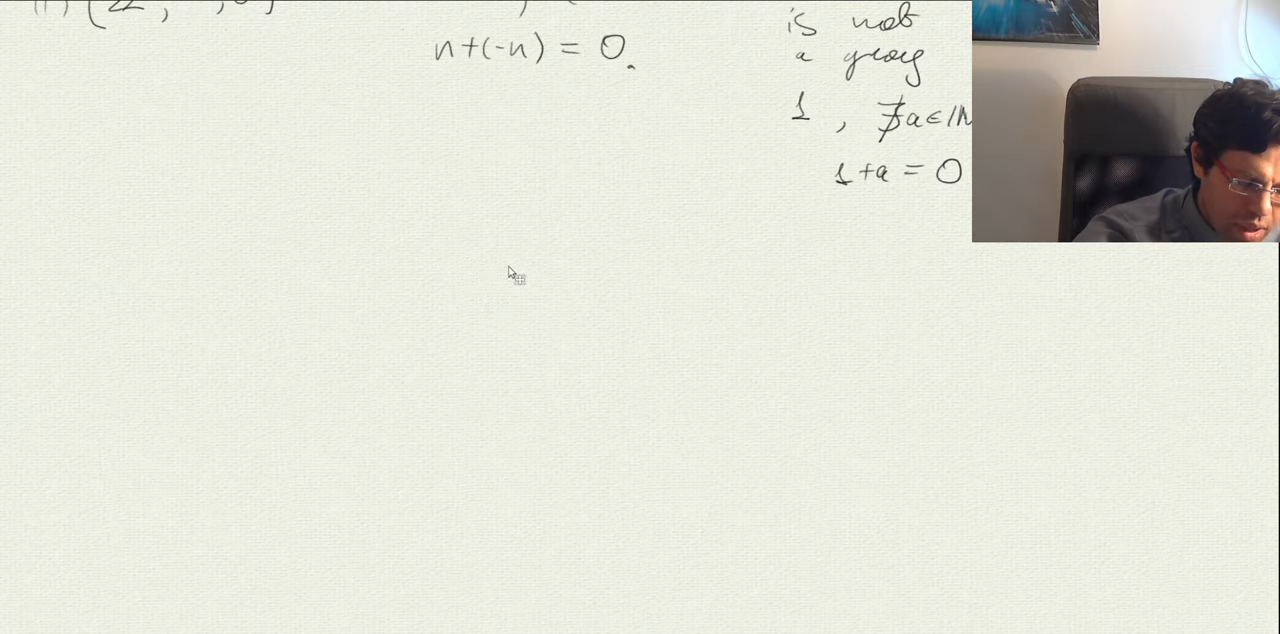 n+(-n) = 0.
is not
a group
1 , ∄a∈ℕ
1+a = 0